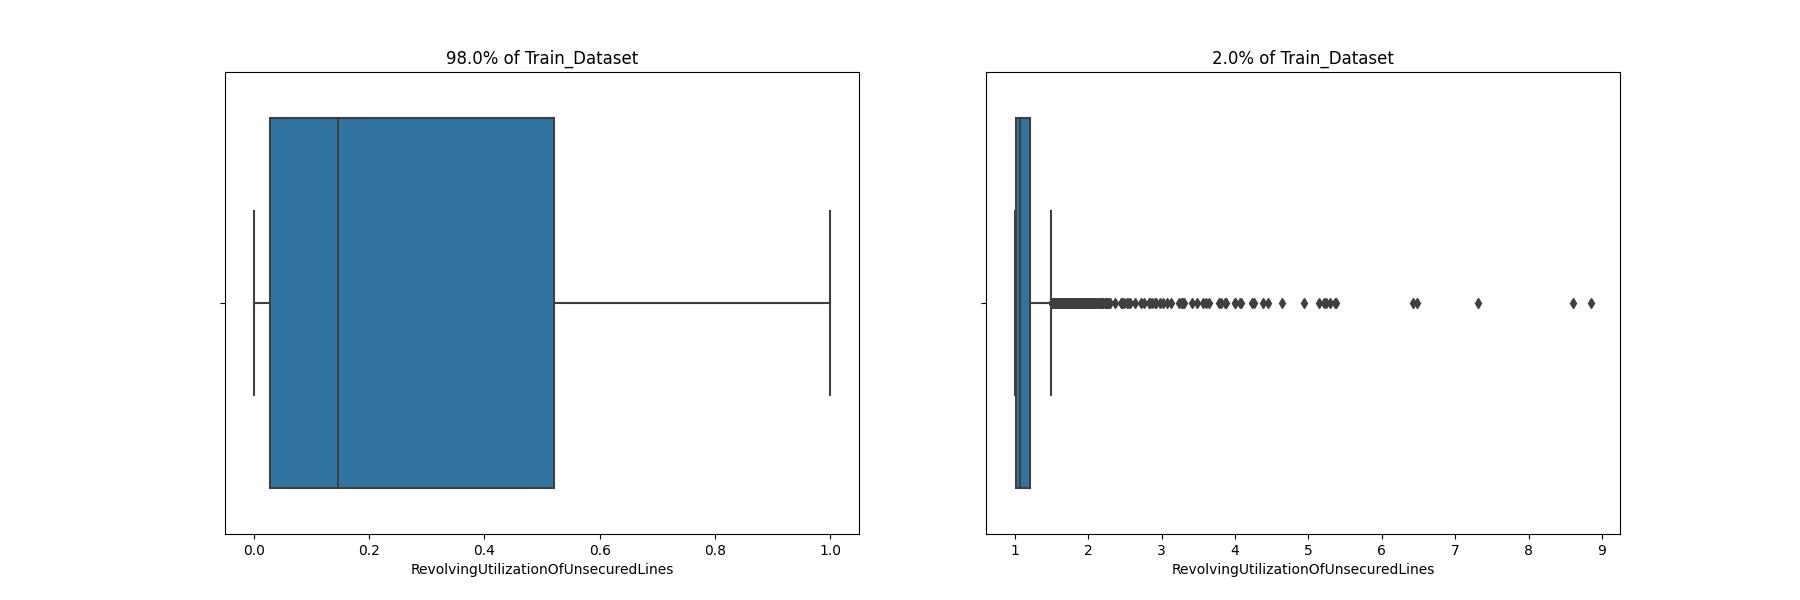 98.0% of Train_Dataset
0.0 0.2 0.4 0.6 0.8 1.0
RevolvingUtilizationOfUnsecuredLines
2.0% of Train_Dataset
1 2 3 4 5 6 7 8 9
RevolvingUtilizationOfUnsecuredLines